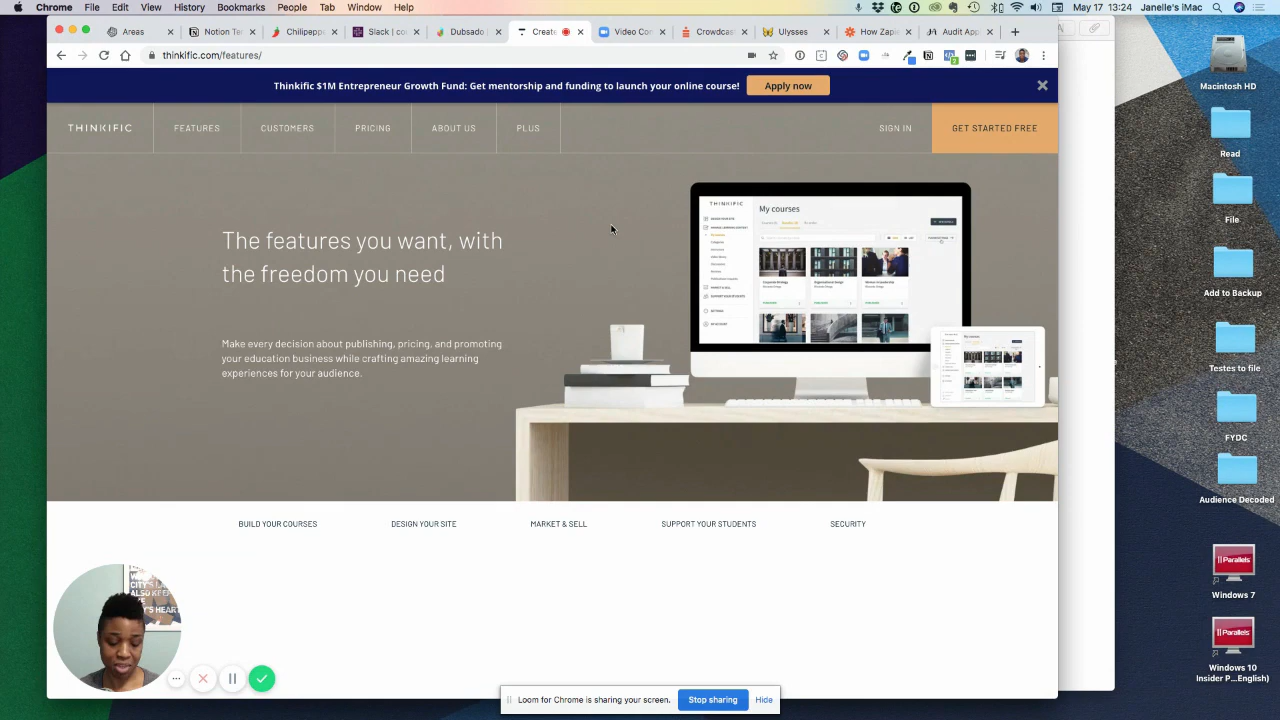 Chrome File Edit View History Bookmarks People Tab Window Help
May 17 13:24 Janelle's iMac
Areas
Notion Te
Chilipepp
Slack | co
Dubsado
Create
Video C
Crowdcas
Ulysses
How Zap
Audit App
thinkific.com/features/
Thinkific $1M Entrepreneur Growth Fund: Get mentorship and funding to launch your online course!
Apply now
THINKIFIC
FEATURES
CUSTOMERS
PRICING
ABOUT US
PLUS
SIGN IN
GET STARTED FREE
The features you want, with
the freedom you need
Make every decision about publishing, pricing, and promoting
your education business while crafting amazing learning
experiences for your audience.
THINKIFIC
My courses
BUILD YOUR COURSES
DESIGN YOUR SITE
MARKET & SELL
SUPPORT YOUR STUDENTS
SECURITY
ALSO KE
Y'S HEART
Loom for Chrome is sharing your screen.
Stop sharing
Hide
Macintosh HD
Read
File
Add to Backup
Testes to file
FYDC
Audience Decoded
Parallels
Windows 7
Parallels
Windows 10
Insider P...English)